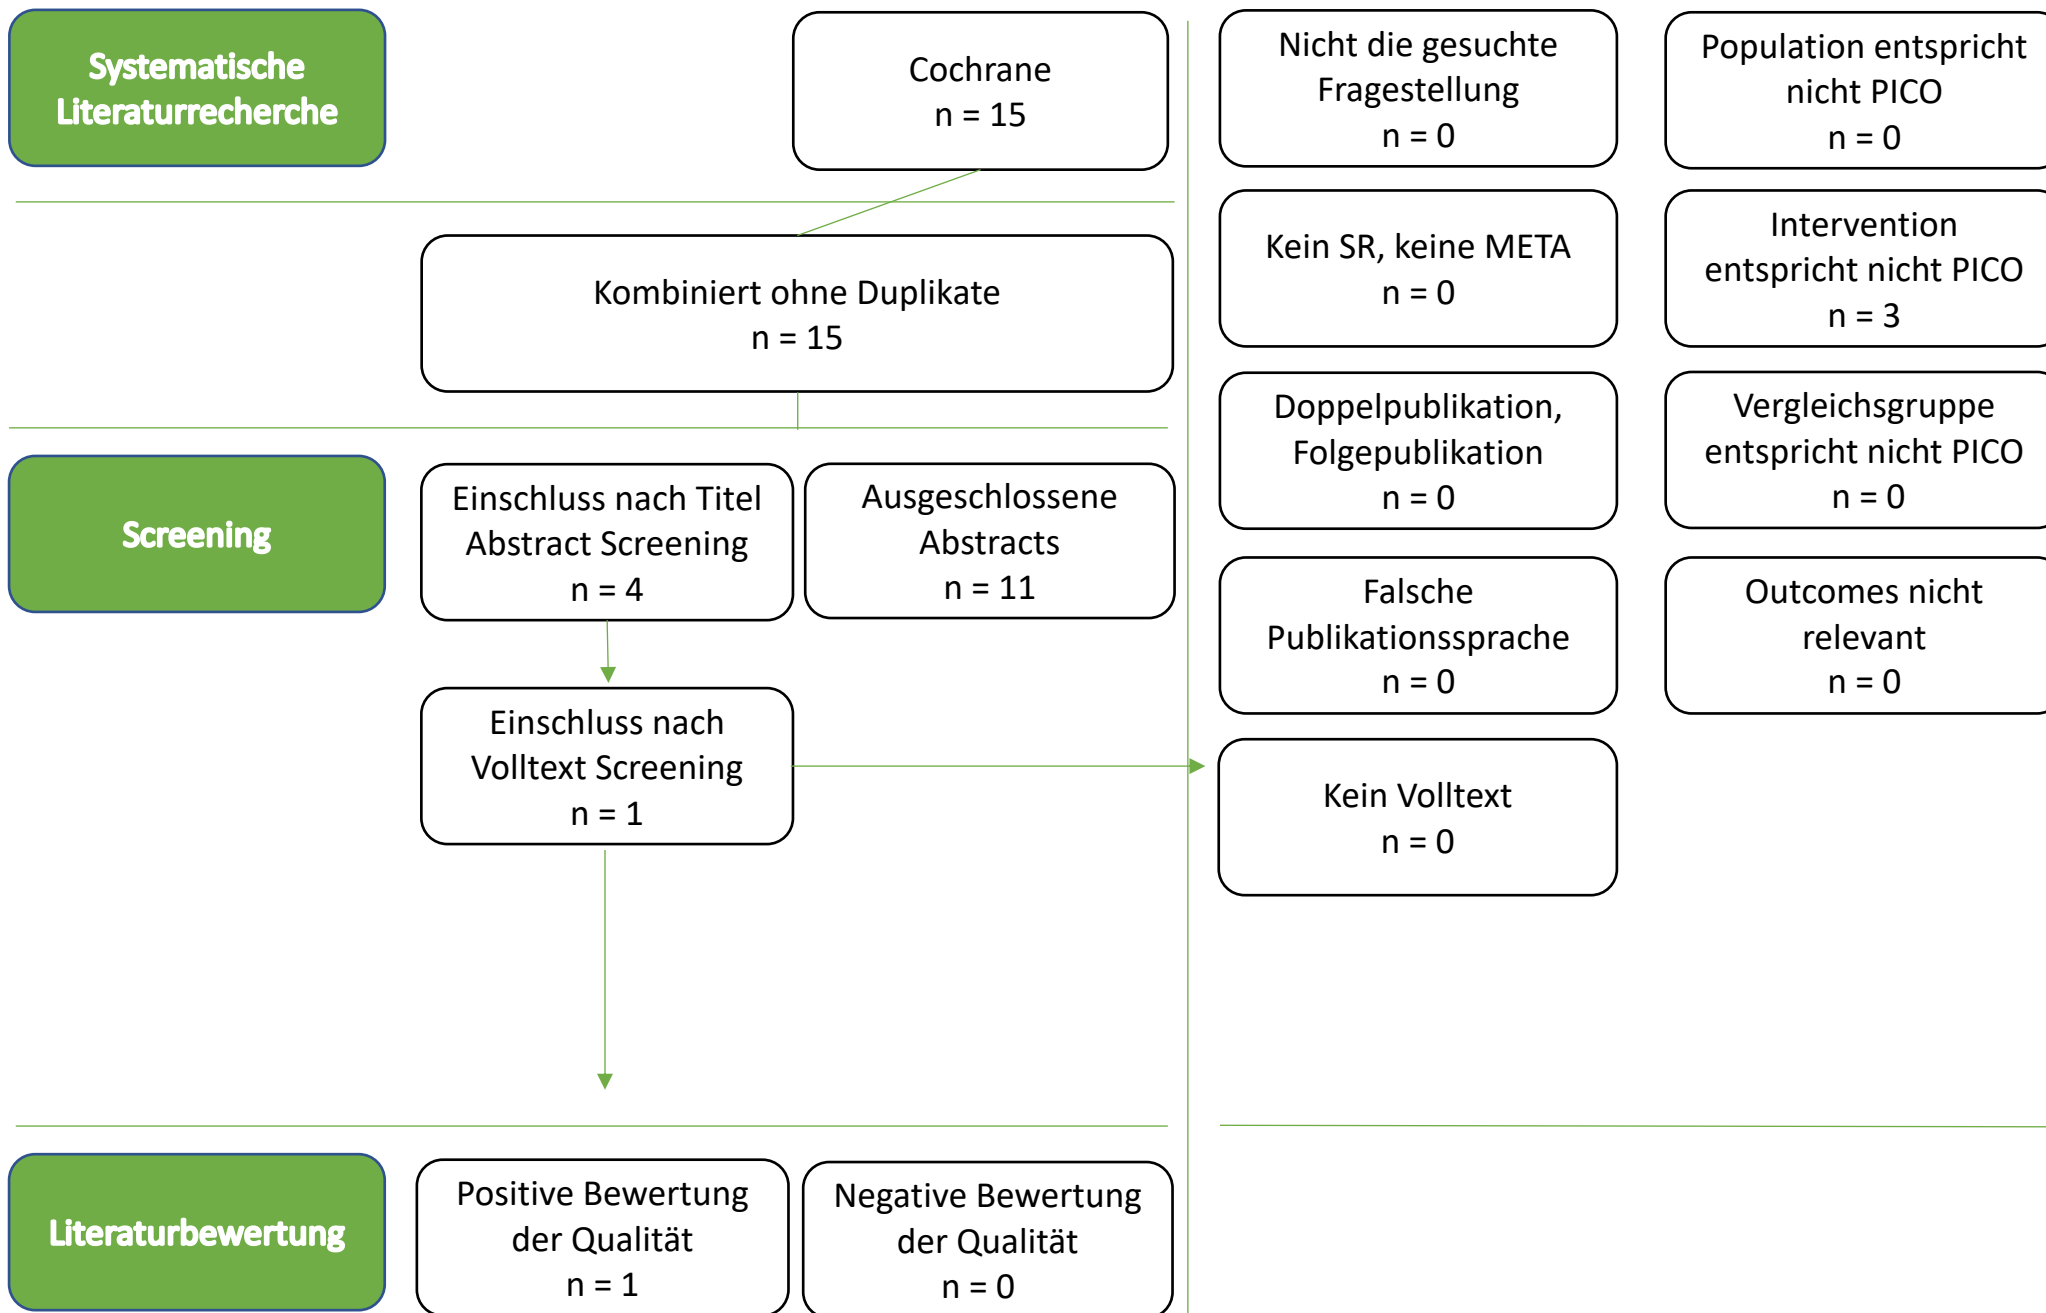 Systematische
Literaturrecherche
Cochrane
n = 15
Kombiniert ohne Duplikate
n = 15
Screening
Einschluss nach Titel
Abstract Screening
n = 4
Ausgeschlossene
Abstracts
n = 11
Einschluss nach
Volltext Screening
n = 1
Nicht die gesuchte
Fragestellung
n = 0
Population entspricht
nicht PICO
n = 0
Kein SR, keine META
n = 0
Intervention
entspricht nicht PICO
n = 3
Doppelpublikation,
Folgepublikation
n = 0
Vergleichsgruppe
entspricht nicht PICO
n = 0
Falsche
Publikationssprache
n = 0
Outcomes nicht
relevant
n = 0
Kein Volltext
n = 0
Literaturbewertung
Positive Bewertung
der Qualität
n = 1
Negative Bewertung
der Qualität
n = 0